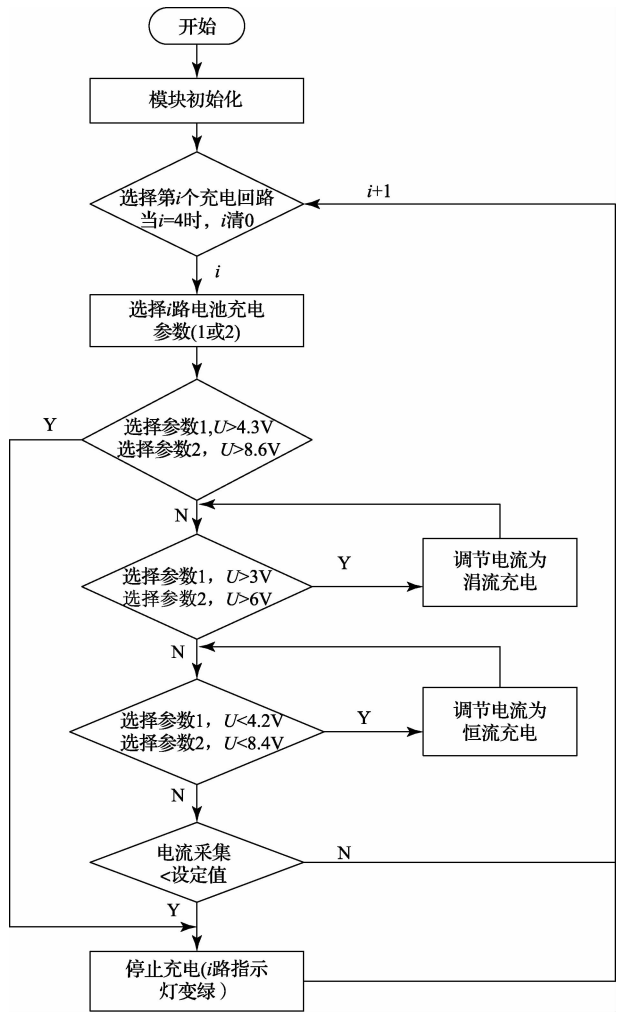 开始
模块初始化
选择第i个充电回路
当i=4时，i清0
i+1
i
选择i路电池充电
参数(1或2)
Y
选择参数1,U>4.3V
选择参数2，U>8.6V
N
选择参数1，U>3V
选择参数2，U>6V
Y
调节电流为
涓流充电
N
选择参数1，U<4.2V
选择参数2，U<8.4V
Y
调节电流为
恒流充电
N
电流采集
<设定值
N
Y
停止充电(i路指示
灯变绿）